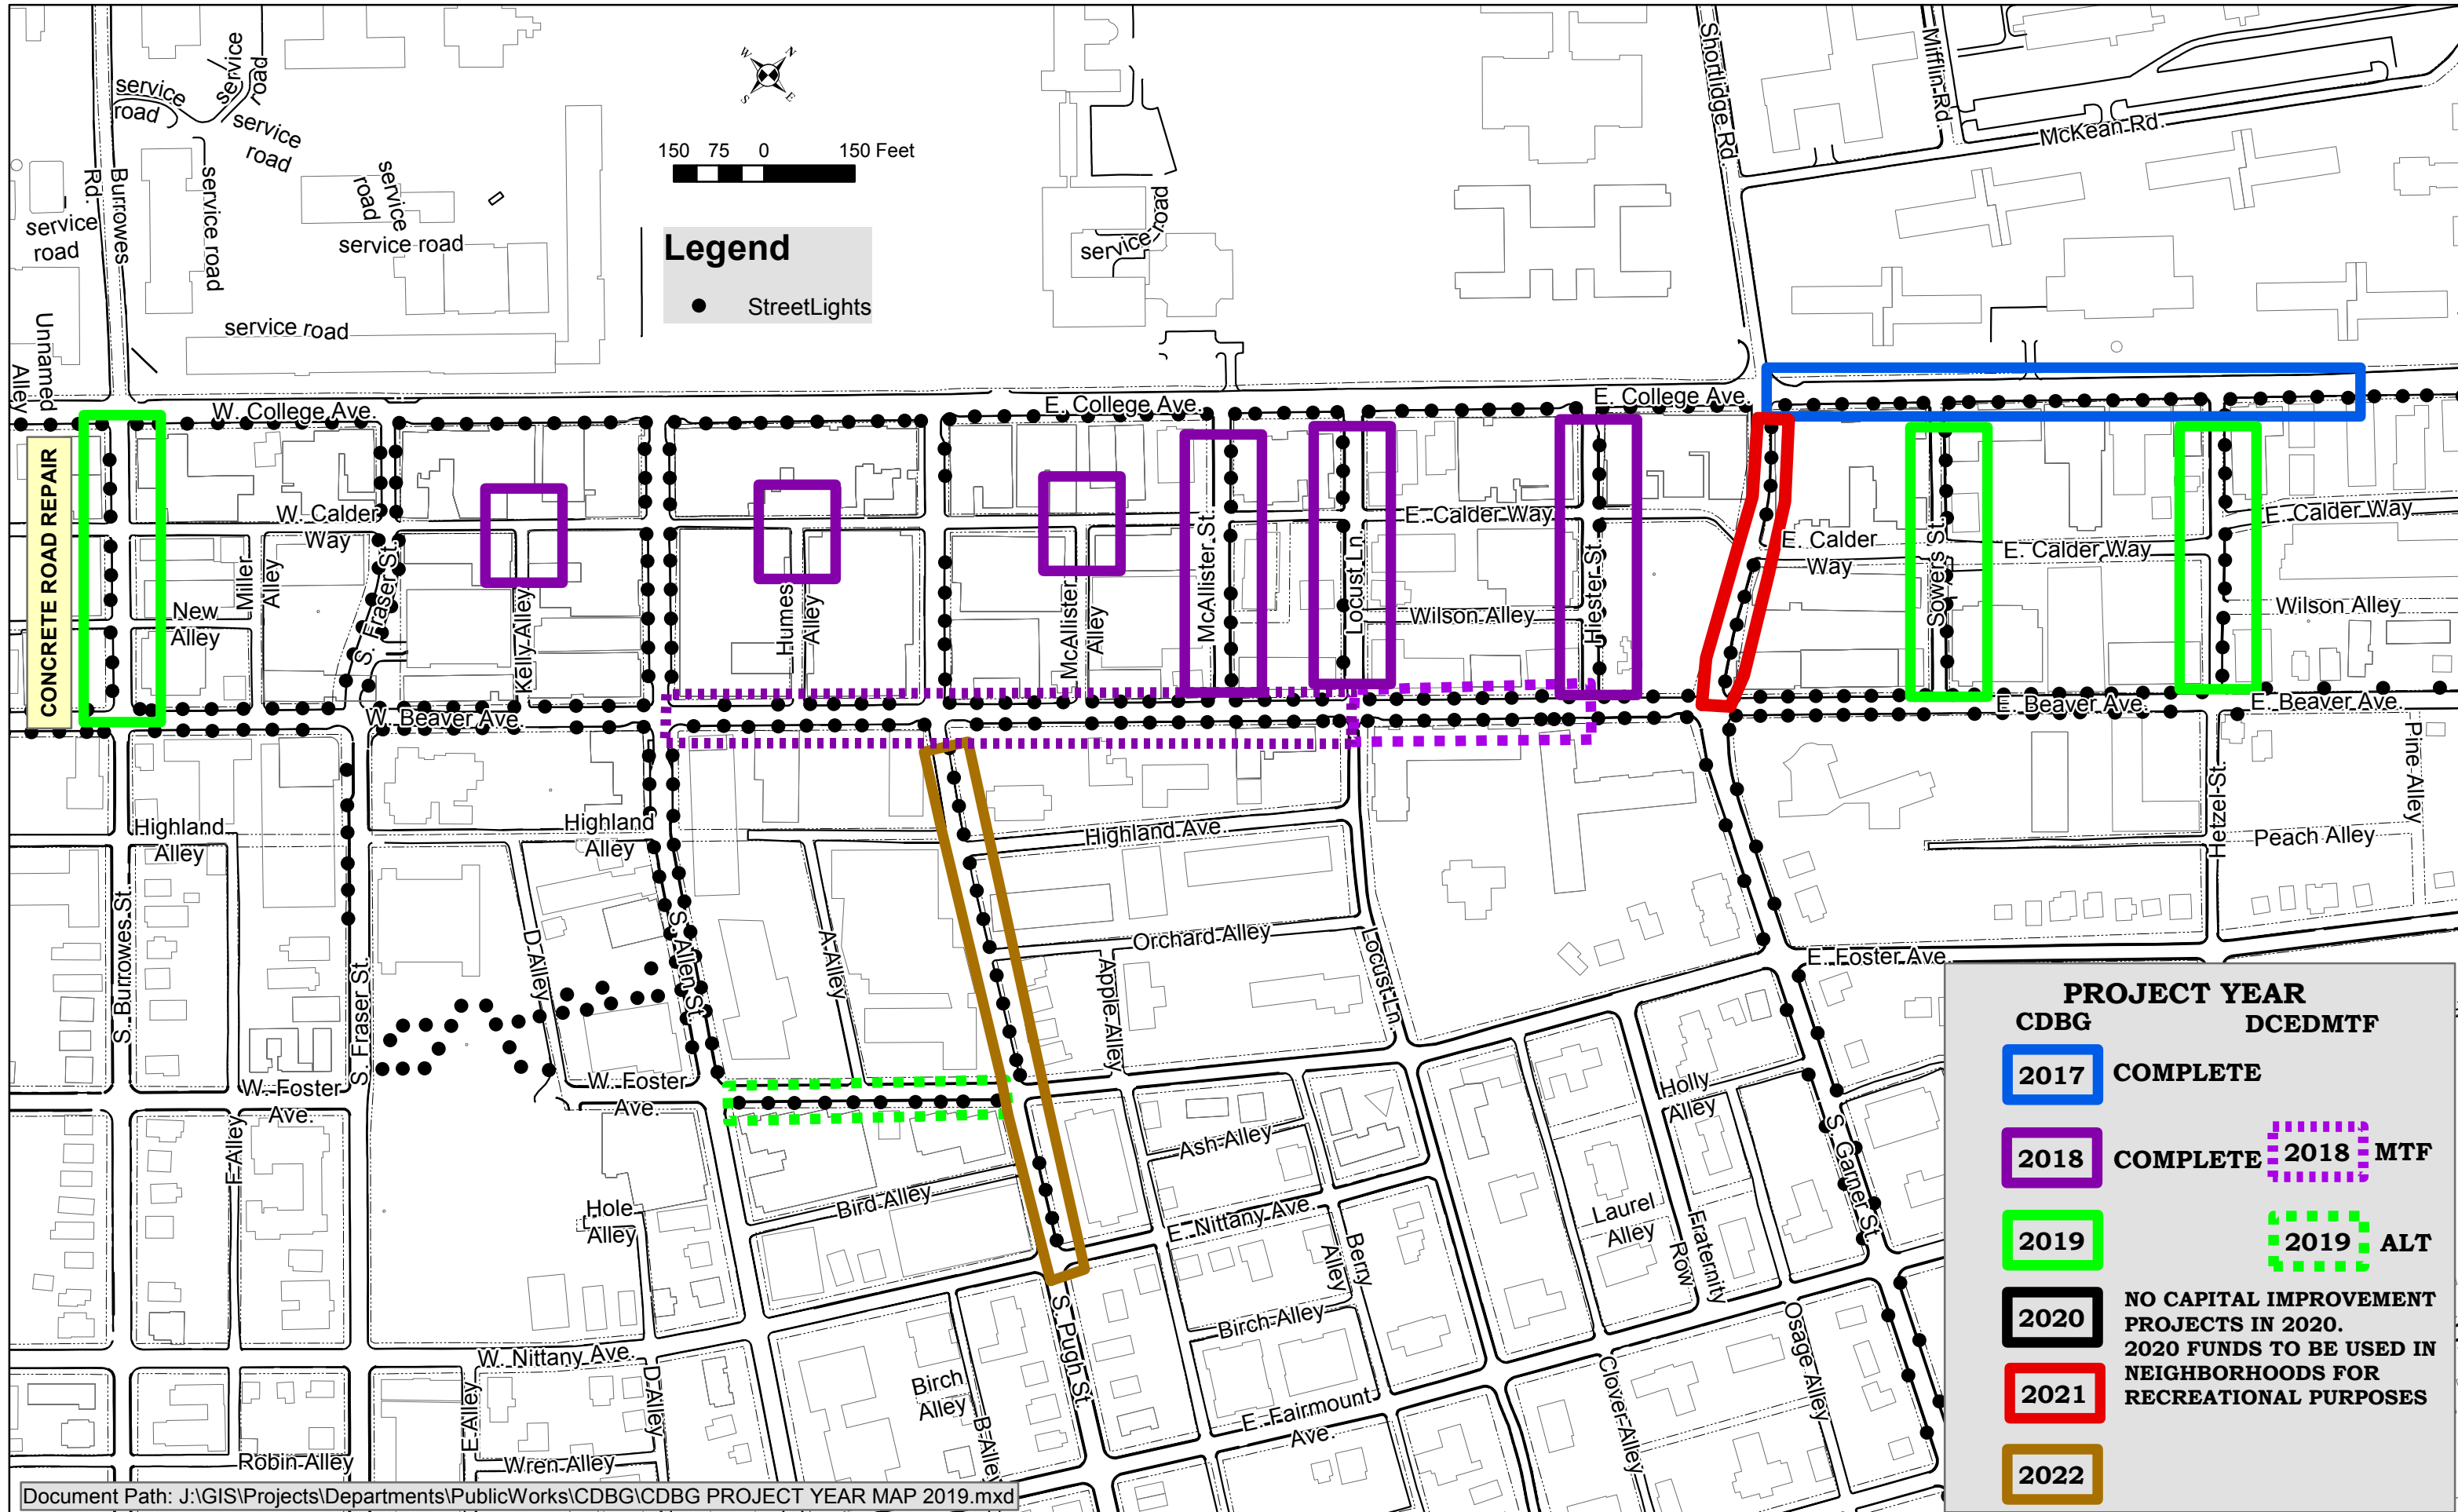 service
road
service
road
service
road
Shortlidge Rd.
Mifflin Rd.
McKean Rd.
W
N
S
E
150 75 0 150 Feet
Burrowes
Rd.
service
road
service road
service
road
service road
service road
service road
Legend
StreetLights
Unnamed
Alley
W. College Ave.
E. College Ave.
E. College Ave.
CONCRETE ROAD REPAIR
W. Calder
Way
E. Calder Way
E. Calder
Way
E. Calder Way
E. Calder Way
Miller
Alley
New
Alley
S. Fraser St.
Kelly Alley
Humes
Alley
McAllister
Alley
McAllister St.
Locust Ln.
Wilson Alley
Hiester St.
Sowers St.
Wilson Alley
W. Beaver Ave.
E. Beaver Ave.
E. Beaver Ave.
Highland
Alley
Highland
Alley
Highland Ave.
Hetzel St.
Pine Alley
Peach Alley
S. Burrowes St.
S. Fraser St.
D Alley
S. Allen St.
A Alley
Orchard Alley
Apple Alley
Locust Ln.
E. Foster Ave.
W. Foster
Ave.
W. Foster
Ave.
Holly
Alley
F Alley
Ash Alley
S. Garner St.
Hole
Alley
Bird Alley
E. Nittany Ave.
Berry
Alley
Laurel
Alley
Fraternity
Row
S. Pugh St.
Birch Alley
Osage Alley
W. Nittany Ave.
D Alley
E Alley
Birch
Alley
B Alley
E. Fairmount
Ave.
Clover Alley
Robin Alley
Wren Alley
PROJECT YEAR
CDBG DCEDMTF
2017 COMPLETE
2018 COMPLETE 2018 MTF
2019 2019 ALT
2020 NO CAPITAL IMPROVEMENT
PROJECTS IN 2020.
2020 FUNDS TO BE USED IN
NEIGHBORHOODS FOR
RECREATIONAL PURPOSES
2021
2022
Document Path: J:\GIS\Projects\Departments\PublicWorks\CDBG\CDBG PROJECT YEAR MAP 2019.mxd